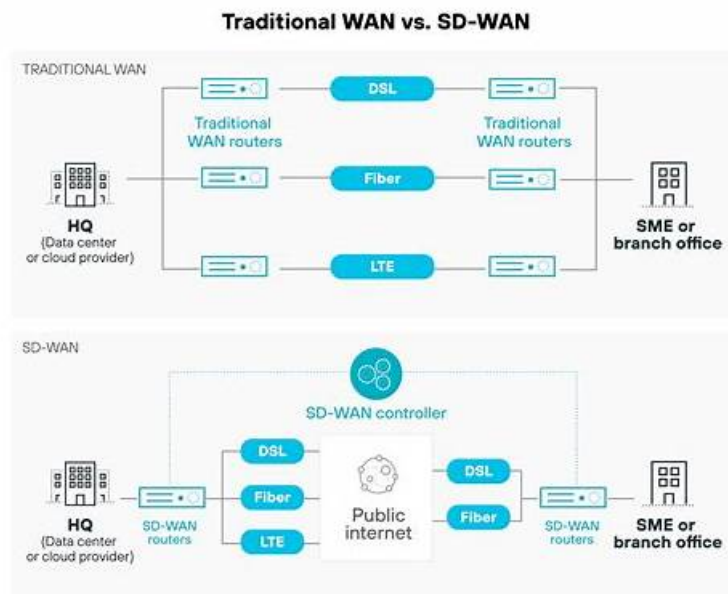 Traditional WAN vs. SD-WAN
TRADITIONAL WAN
DSL
Traditional
WAN routers
Traditional
WAN routers
Fiber
HQ
(Data center
or cloud provider)
SME or
branch office
LTE
SD-WAN
SD-WAN controller
DSL
Fiber
LTE
Public
internet
DSL
Fiber
HQ
(Data center
or cloud provider)
SD-WAN
routers
SD-WAN
routers
SME or
branch office